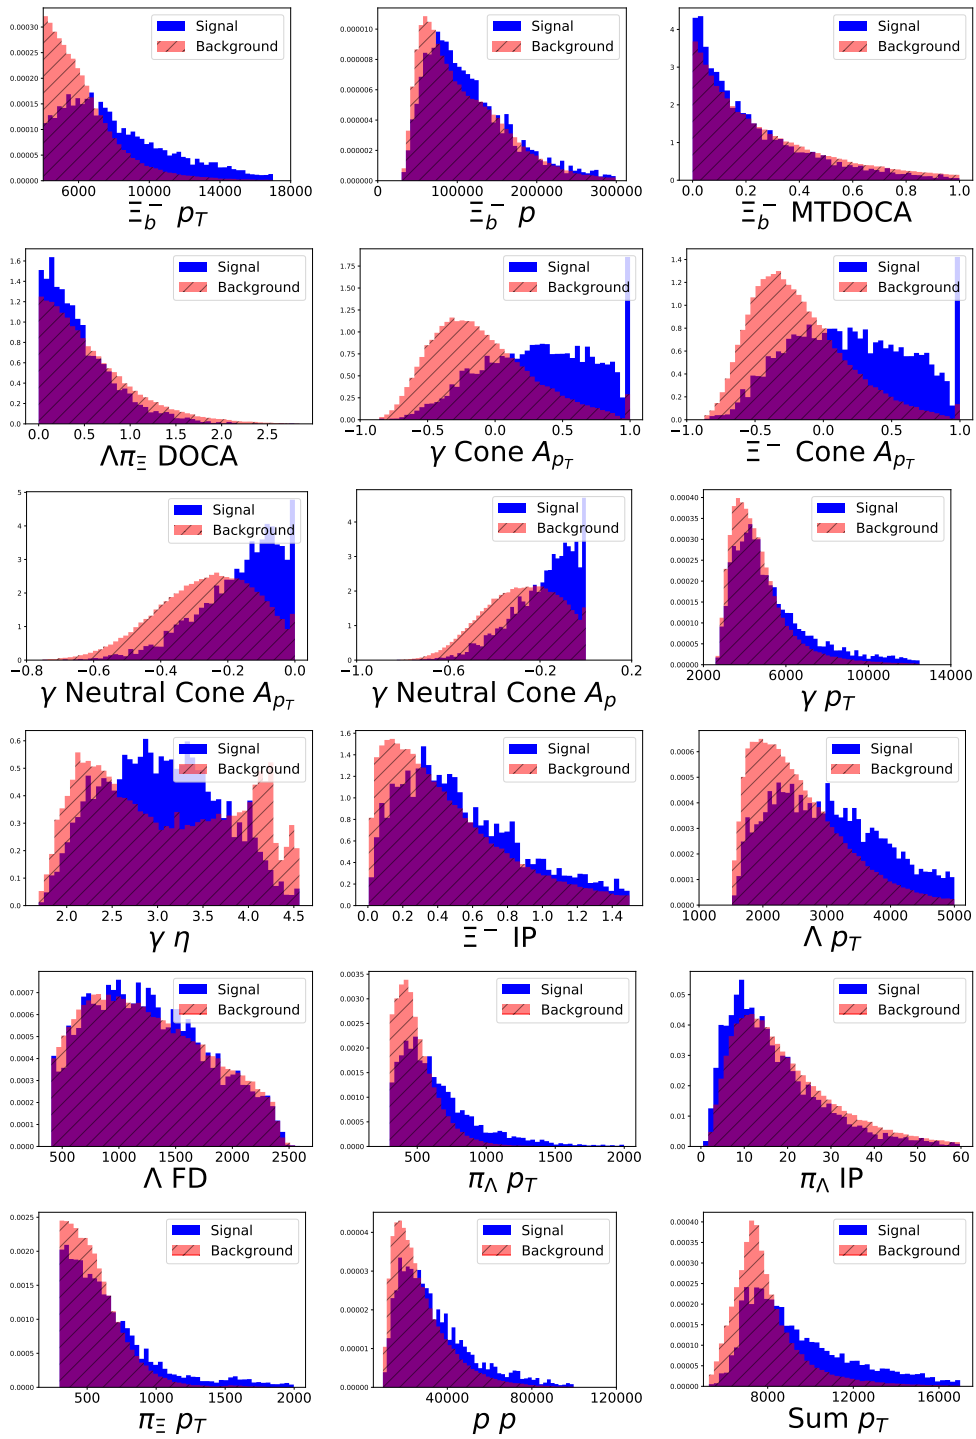 0.00030
0.00025
0.00020
0.00015
0.00010
0.00005
0.00000
6000 10000 14000 18000
Signal
Background
Ξ_b^- p_T
0.000010
0.000008
0.000006
0.000004
0.000002
0.000000
0 100000 200000 300000
Signal
Background
Ξ_b^- p
4
3
2
1
0
0.0 0.2 0.4 0.6 0.8 1.0
Signal
Background
Ξ_b^- MTDOCA
1.6
1.4
1.2
1.0
0.8
0.6
0.4
0.2
0.0
0.0 0.5 1.0 1.5 2.0 2.5
Signal
Background
Λπ_Ξ DOCA
1.75
1.50
1.25
1.00
0.75
0.50
0.25
0.00
−1.0 −0.5 0.0 0.5 1.0
Signal
Background
γ Cone A_{p_T}
1.4
1.2
1.0
0.8
0.6
0.4
0.2
0.0
−1.0 −0.5 0.0 0.5 1.0
Signal
Background
Ξ^- Cone A_{p_T}
5
4
3
2
1
0
−0.8 −0.6 −0.4 −0.2 0.0
Signal
Background
γ Neutral Cone A_{p_T}
4
3
2
1
0
−1.0 −0.6 −0.2 0.2
Signal
Background
γ Neutral Cone A_p
0.00040
0.00035
0.00030
0.00025
0.00020
0.00015
0.00010
0.00005
0.00000
2000 6000 10000 14000
Signal
Background
γ p_T
0.6
0.5
0.4
0.3
0.2
0.1
0.0
2.0 2.5 3.0 3.5 4.0 4.5
Signal
Background
γ η
1.6
1.4
1.2
1.0
0.8
0.6
0.4
0.2
0.0
0.0 0.2 0.4 0.6 0.8 1.0 1.2 1.4
Signal
Background
Ξ^- IP
0.0006
0.0005
0.0004
0.0003
0.0002
0.0001
0.0000
1000 2000 3000 4000 5000
Signal
Background
Λ p_T
0.0007
0.0006
0.0005
0.0004
0.0003
0.0002
0.0001
0.0000
500 1000 1500 2000 2500
Signal
Background
Λ FD
0.0035
0.0030
0.0025
0.0020
0.0015
0.0010
0.0005
0.0000
500 1000 1500 2000
Signal
Background
π_Λ p_T
0.05
0.04
0.03
0.02
0.01
0.00
0 10 20 30 40 50 60
Signal
Background
π_Λ IP
0.0025
0.0020
0.0015
0.0010
0.0005
0.0000
500 1000 1500 2000
Signal
Background
π_Ξ p_T
0.00004
0.00003
0.00002
0.00001
0.00000
40000 80000 120000
Signal
Background
p p
0.00040
0.00035
0.00030
0.00025
0.00020
0.00015
0.00010
0.00005
0.00000
8000 12000 16000
Signal
Background
Sum p_T